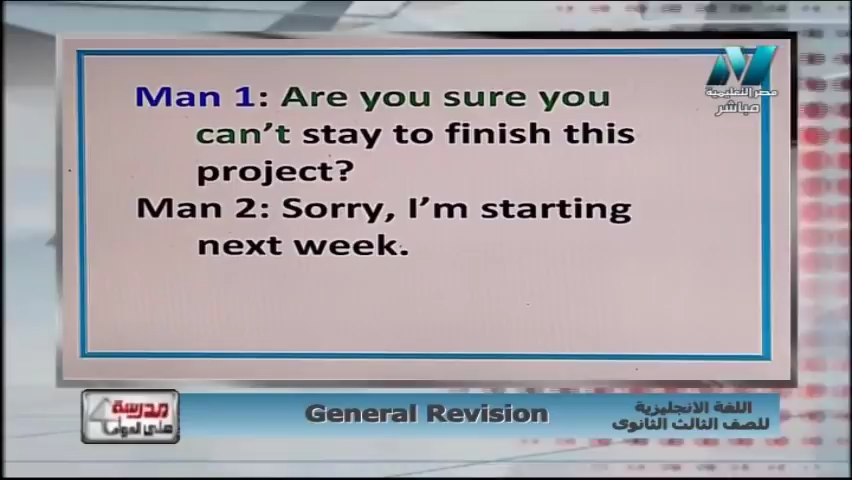 Man 1: Are you sure you
can't stay to finish this
project?
Man 2: Sorry, I'm starting
next week.
مصر التعليمية
مباشر
مدرسة
على الهواء
General Revision
اللغة الانجليزية
للصف الثالث الثانوى